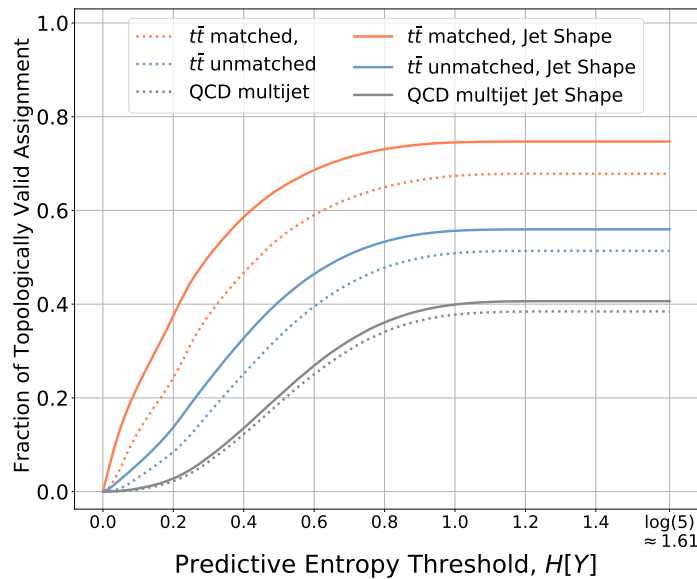 1.0
0.8
0.6
0.4
0.2
0.0
Fraction of Topologically Valid Assignment
tt̄ matched,
tt̄ unmatched
QCD multijet
tt̄ matched, Jet Shape
tt̄ unmatched, Jet Shape
QCD multijet Jet Shape
0.0 0.2 0.4 0.6 0.8 1.0 1.2 1.4 log(5)
≈ 1.61
Predictive Entropy Threshold, H[Y]